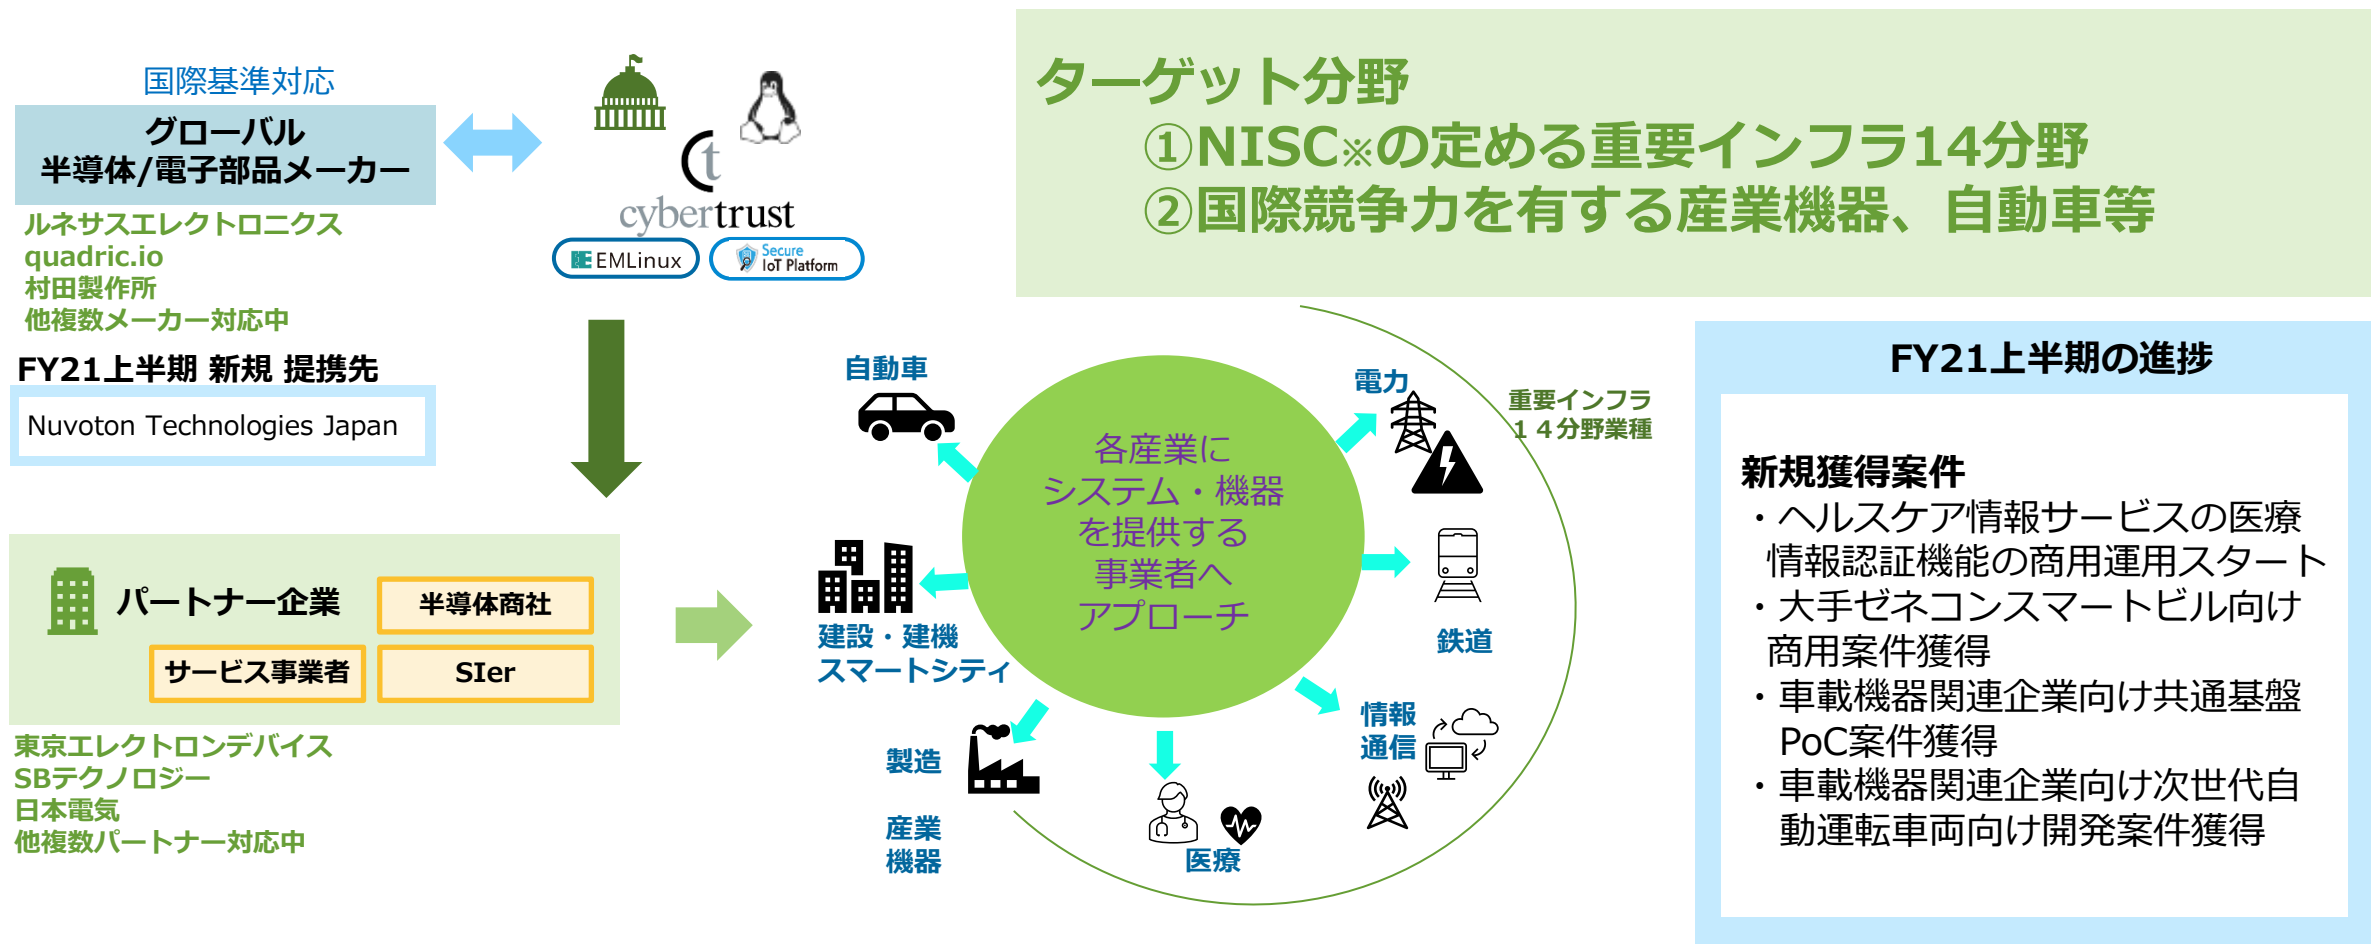 国際基準対応
グローバル
半導体/電子部品メーカー
ルネサスエレクトロニクス
quadric.io
村田製作所
他複数メーカー対応中
FY21上半期 新規 提携先
Nuvoton Technologies Japan
cybertrust
EMLinux
Secure
IoT Platform
ターゲット分野
①NISC※の定める重要インフラ14分野
②国際競争力を有する産業機器、自動車等
パートナー企業
半導体商社
サービス事業者
SIer
東京エレクトロンデバイス
SBテクノロジー
日本電気
他複数パートナー対応中
各産業に
システム・機器
を提供する
事業者へ
アプローチ
自動車
建設・建機
スマートシティ
製造
産業
機器
医療
情報
通信
鉄道
電力
重要インフラ
１４分野業種
FY21上半期の進捗
新規獲得案件
・ヘルスケア情報サービスの医療
情報認証機能の商用運用スタート
・大手ゼネコンスマートビル向け
商用案件獲得
・車載機器関連企業向け共通基盤
PoC案件獲得
・車載機器関連企業向け次世代自
動運転車両向け開発案件獲得